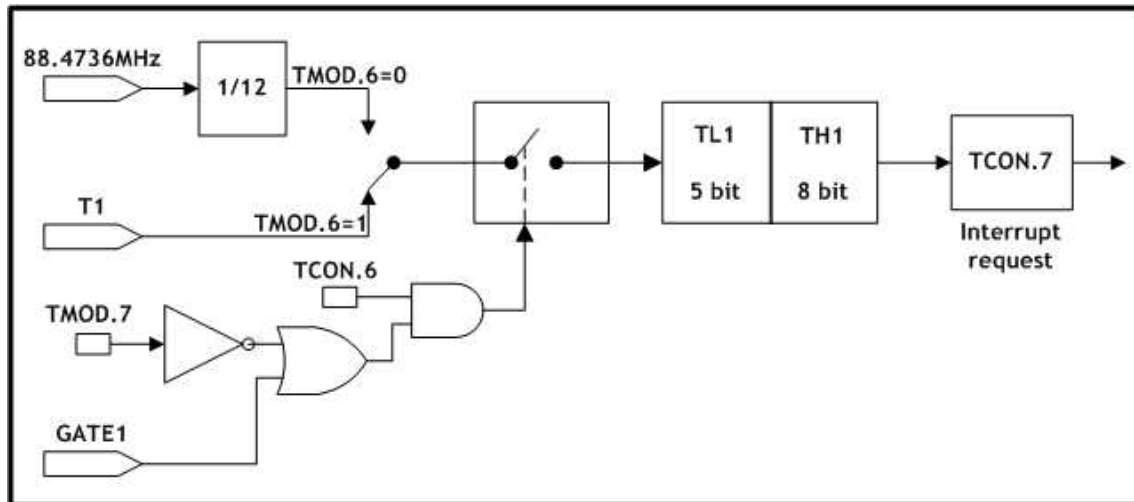 88.4736MHz
1/12
TMOD.6=0
T1
TMOD.6=1
TL1
5 bit
TH1
8 bit
TCON.7
Interrupt
request
TCON.6
TMOD.7
GATE1